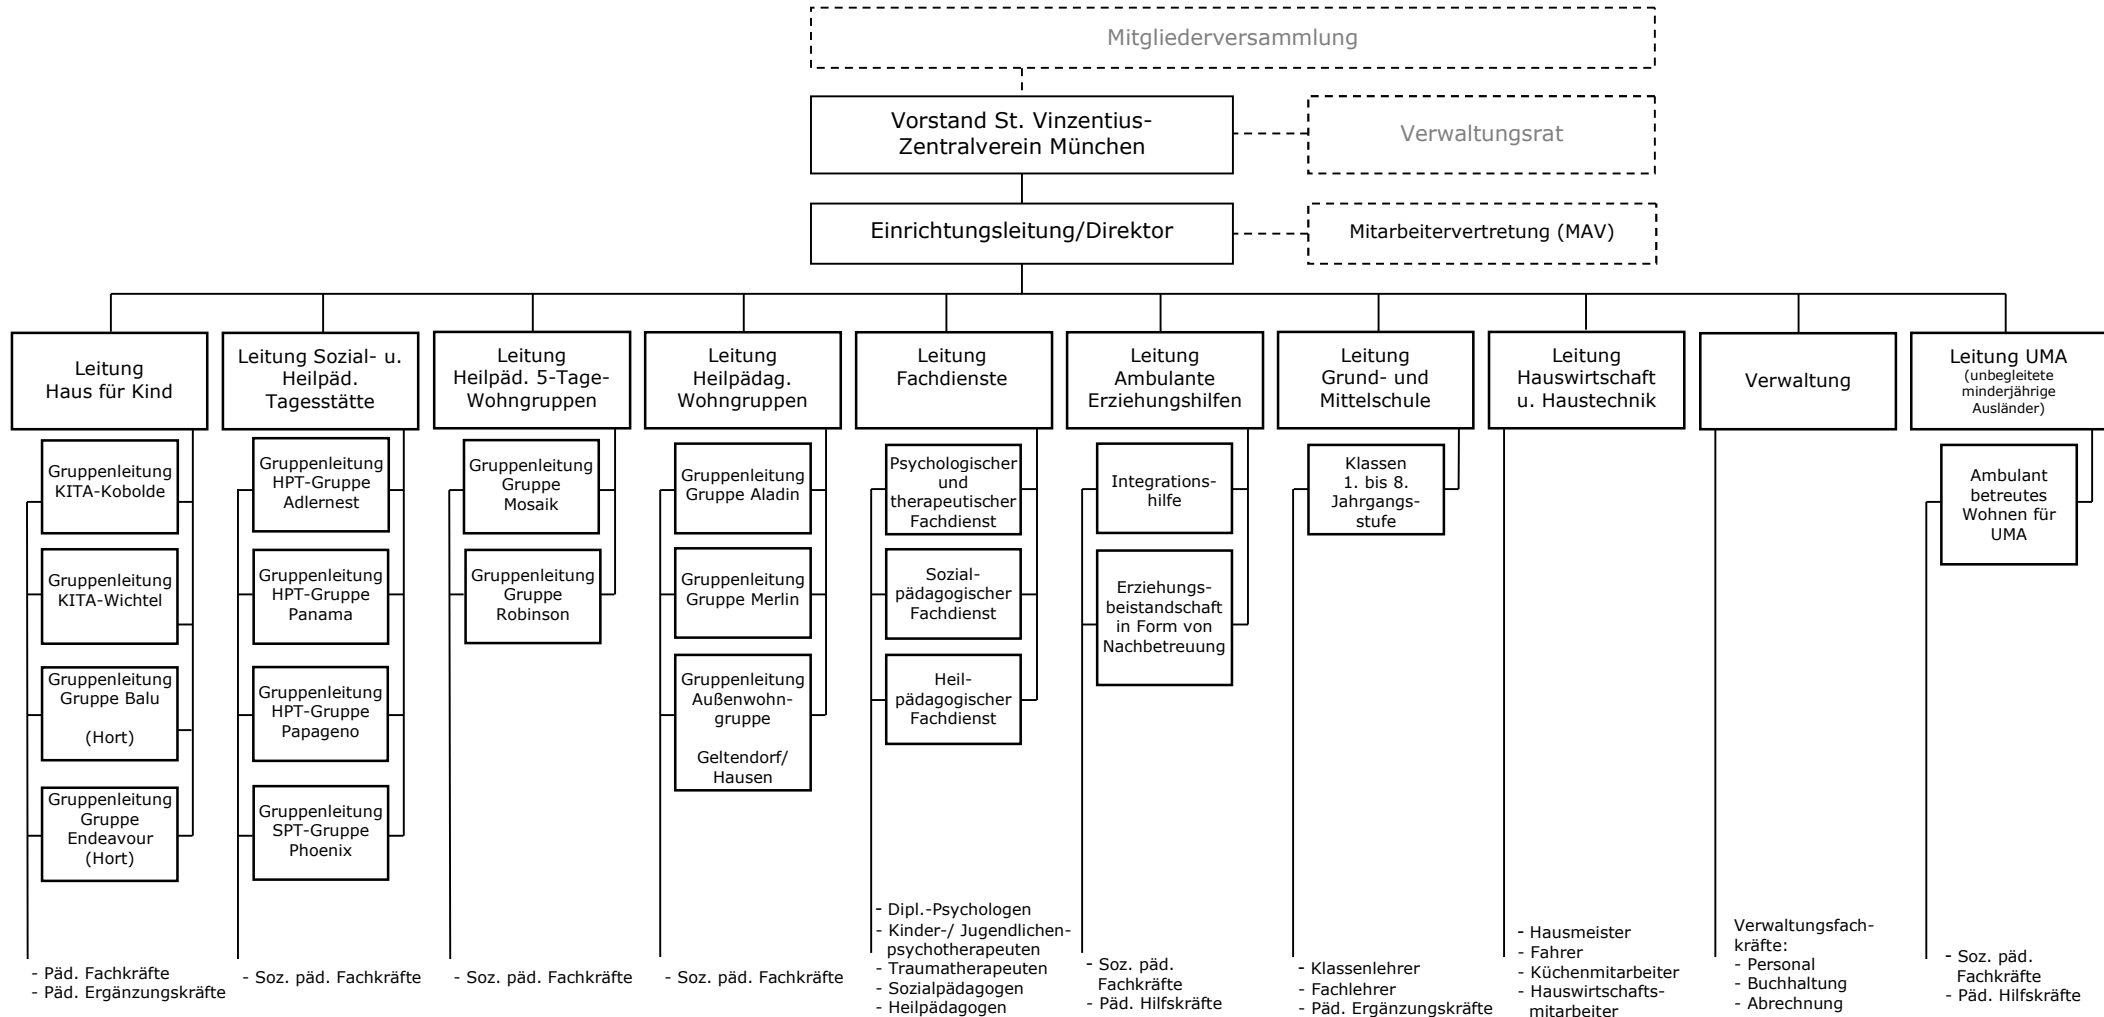 Mitgliederversammlung
Vorstand St. Vinzentius-
Zentralverein München
Verwaltungsrat
Einrichtungsleitung/Direktor
Mitarbeitervertretung (MAV)
Leitung
Haus für Kind
Leitung Sozial- u.
Heilpäd.
Tagesstätte
Leitung
Heilpäd. 5-Tage-
Wohngruppen
Leitung
Heilpädag.
Wohngruppen
Leitung
Fachdienste
Leitung
Ambulante
Erziehungshilfen
Leitung
Grund- und
Mittelschule
Leitung
Hauswirtschaft
u. Haustechnik
Verwaltung
Leitung UMA
(unbegleitete
minderjährige
Ausländer)
Gruppenleitung
KITA-Kobolde
Gruppenleitung
KITA-Wichtel
Gruppenleitung
Gruppe Balu
(Hort)
Gruppenleitung
Gruppe
Endeavour
(Hort)
- Päd. Fachkräfte
- Päd. Ergänzungskräfte
Gruppenleitung
HPT-Gruppe
Adlernest
Gruppenleitung
HPT-Gruppe
Panama
Gruppenleitung
HPT-Gruppe
Papageno
Gruppenleitung
SPT-Gruppe
Phoenix
- Soz. päd. Fachkräfte
Gruppenleitung
Gruppe
Mosaik
Gruppenleitung
Gruppe
Robinson
- Soz. päd. Fachkräfte
Gruppenleitung
Gruppe Aladin
Gruppenleitung
Gruppe Merlin
Gruppenleitung
Außenwohn-
gruppe
Geltendorf/
Hausen
- Soz. päd. Fachkräfte
Psychologischer
und
therapeutischer
Fachdienst
Sozial-
pädagogischer
Fachdienst
Heil-
pädagogischer
Fachdienst
- Dipl.-Psychologen
- Kinder-/ Jugendlichen-
psychotherapeuten
- Traumatherapeuten
- Sozialpädagogen
- Heilpädagogen
Integrations-
hilfe
Erziehungs-
beistandschaft
in Form von
Nachbetreuung
- Soz. päd.
Fachkräfte
- Päd. Hilfskräfte
Klassen
1. bis 8.
Jahrgangs-
stufe
- Klassenlehrer
- Fachlehrer
- Päd. Ergänzungskräfte
- Hausmeister
- Fahrer
- Küchenmitarbeiter
- Hauswirtschafts-
mitarbeiter
Verwaltungsfach-
kräfte:
- Personal
- Buchhaltung
- Abrechnung
Ambulant
betreutes
Wohnen für
UMA
- Soz. päd.
Fachkräfte
- Päd. Hilfskräfte